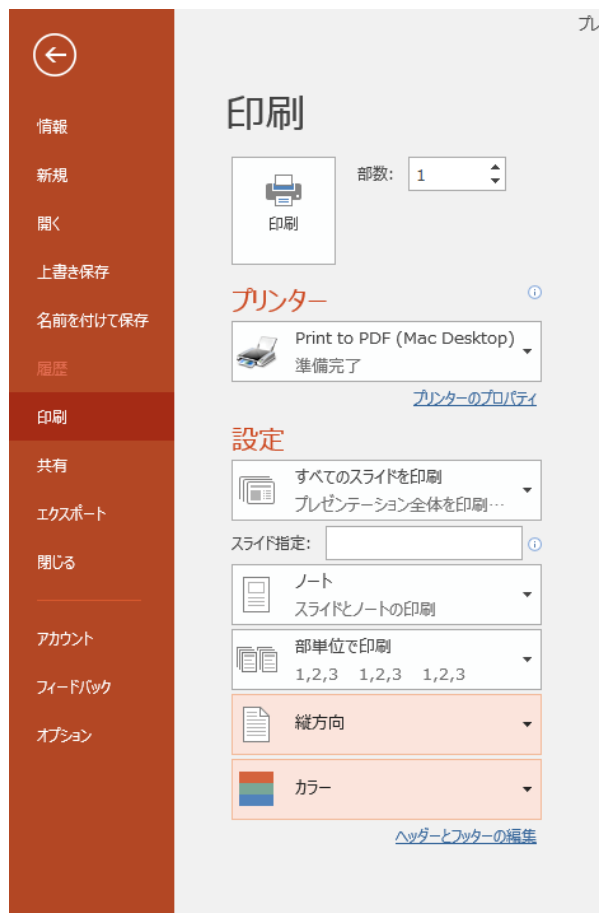 プレ
情報
新規
開く
上書き保存
名前を付けて保存
履歴
印刷
共有
エクスポート
閉じる
アカウント
フィードバック
オプション
印刷
印刷
部数: 1
プリンター
Print to PDF (Mac Desktop)
準備完了
プリンターのプロパティ
設定
すべてのスライドを印刷
プレゼンテーション全体を印刷…
スライド指定:
ノート
スライドとノートの印刷
部単位で印刷
1,2,3 1,2,3 1,2,3
縦方向
カラー
ヘッダーとフッターの編集